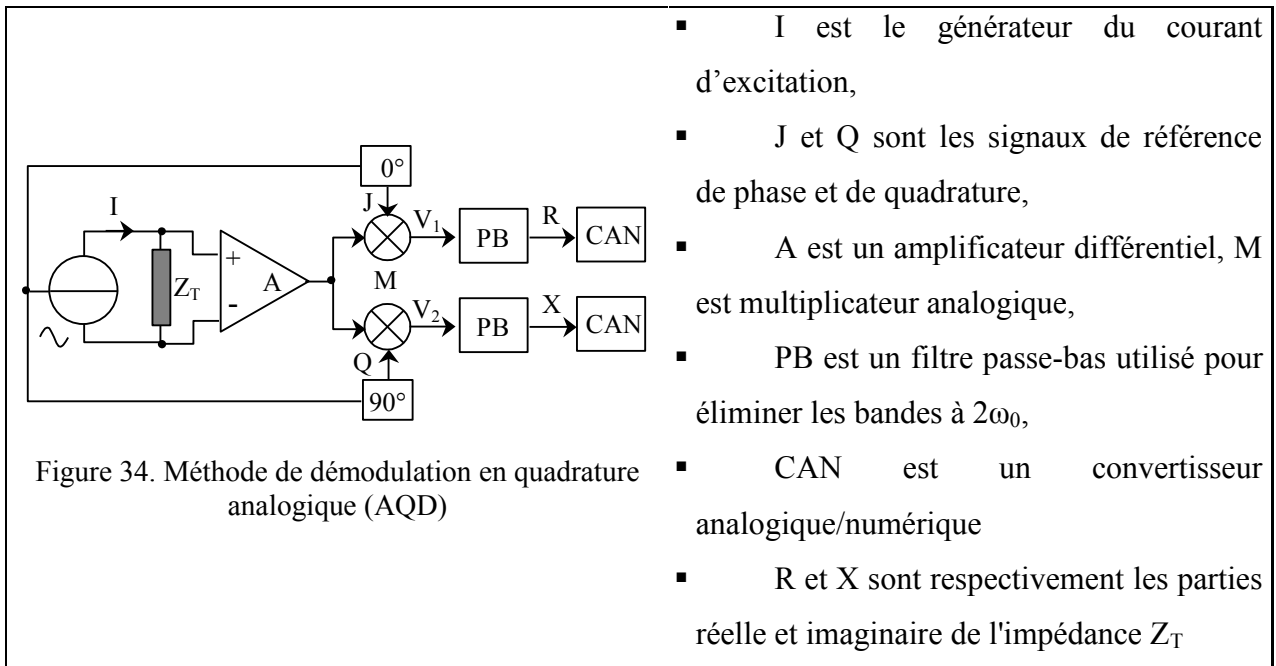 0°
I
J
V₁
R
PB
CAN
+
A
M
Z_T
-
V₂
X
PB
CAN
Q
90°
Figure 34. Méthode de démodulation en quadrature
analogique (AQD)
▪ I est le générateur du courant
d’excitation,
▪ J et Q sont les signaux de référence
de phase et de quadrature,
▪ A est un amplificateur différentiel, M
est multiplicateur analogique,
▪ PB est un filtre passe-bas utilisé pour
éliminer les bandes à 2ω₀,
▪ CAN est un convertisseur
analogique/numérique
▪ R et X sont respectivement les parties
réelle et imaginaire de l'impédance Z_T